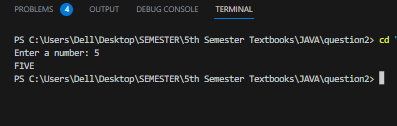 PROBLEMS 4 OUTPUT DEBUG CONSOLE TERMINAL
PS C:\Users\Dell\Desktop\SEMESTER\5th Semester Textbooks\JAVA\question2> cd
Enter a number: 5
FIVE
PS C:\Users\Dell\Desktop\SEMESTER\5th Semester Textbooks\JAVA\question2>